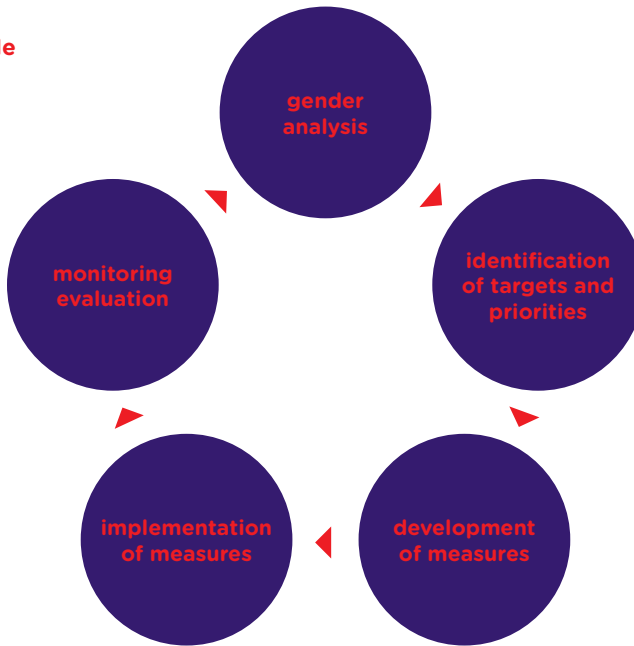 gender
analysis
identification
of targets and
priorities
development
of measures
implementation
of measures
monitoring
evaluation